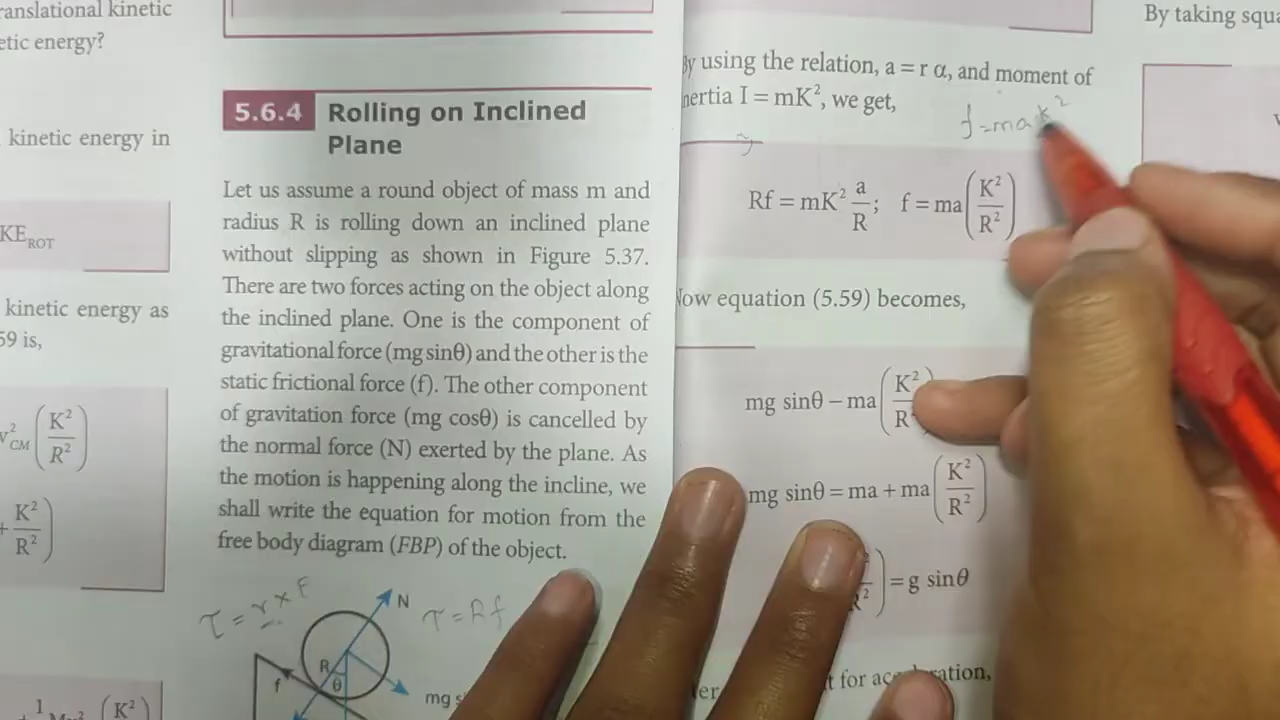 ranslational kinetic
etic energy?
kinetic energy in
KE_ROT
kinetic energy as
59 is,
v²_CM (K²/R²)
+ K²/R²)
5.6.4 Rolling on Inclined
Plane
Let us assume a round object of mass m and
radius R is rolling down an inclined plane
without slipping as shown in Figure 5.37.
There are two forces acting on the object along
the inclined plane. One is the component of
gravitational force (mg sinθ) and the other is the
static frictional force (f). The other component
of gravitation force (mg cosθ) is cancelled by
the normal force (N) exerted by the plane. As
the motion is happening along the incline, we
shall write the equation for motion from the
free body diagram (FBP) of the object.
τ = r × F
N
τ = Rf
R
f
θ
mg s
By using the relation, a = r α, and moment of
nertia I = mK², we get,
f = mak²
Rf = mK² a/R; f = ma(K²/R²)
Now equation (5.59) becomes,
mg sinθ – ma(K²/R
mg sinθ = ma + ma(K²/R²)
R²) = g sinθ
for
ration,
By taking squa